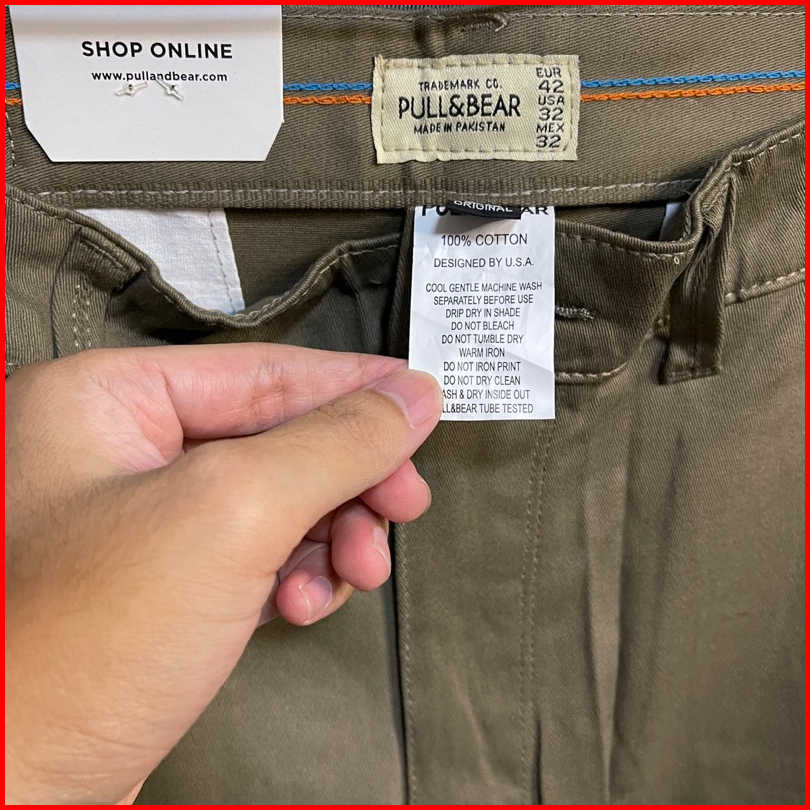 SHOP ONLINE
www.pullandbear.com
TRADEMARK CO.
PULL&BEAR
MADE IN PAKISTAN
EUR
42
USA
32
MEX
32
ORIGINAL
100% COTTON
DESIGNED BY U.S.A.
COOL GENTLE MACHINE WASH
SEPARATELY BEFORE USE
DRIP DRY IN SHADE
DO NOT BLEACH
DO NOT TUMBLE DRY
WARM IRON
DO NOT IRON PRINT
DO NOT DRY CLEAN
ASH & DRY INSIDE OUT
LL&BEAR TUBE TESTED